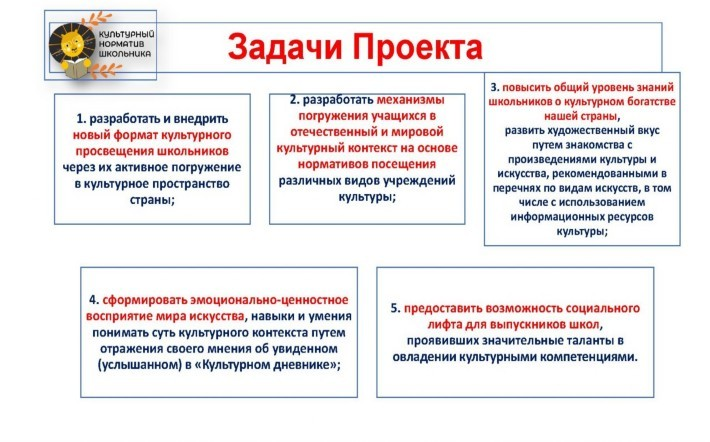 КУЛЬТУРНЫЙ
НОРМАТИВ
ШКОЛЬНИКА
Задачи Проекта
1. разработать и внедрить
новый формат культурного
просвещения школьников
через их активное погружение
в культурное пространство
страны;
2. разработать механизмы
погружения учащихся в
отечественный и мировой
культурный контекст на основе
нормативов посещения
различных видов учреждений
культуры;
3. повысить общий уровень знаний
школьников о культурном богатстве
нашей страны,
развить художественный вкус
путем знакомства с
произведениями культуры и
искусства, рекомендованными в
перечнях по видам искусств, в том
числе с использованием
информационных ресурсов
культуры;
4. сформировать эмоционально-ценностное
восприятие мира искусства, навыки и умения
понимать суть культурного контекста путем
отражения своего мнения об увиденном
(услышанном) в «Культурном дневнике»;
5. предоставить возможность социального
лифта для выпускников школ,
проявивших значительные таланты в
овладении культурными компетенциями.